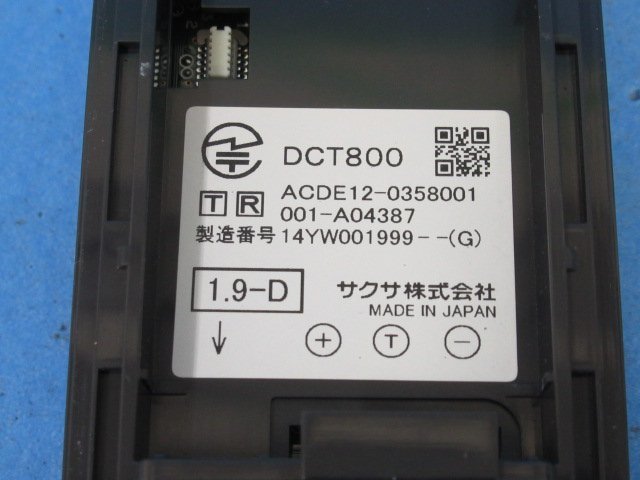 DCT800
T R ACDE12-0358001
001-A04387
製造番号 14YW001999--(G)
1.9-D
サクサ株式会社
MADE IN JAPAN
↓ + T -